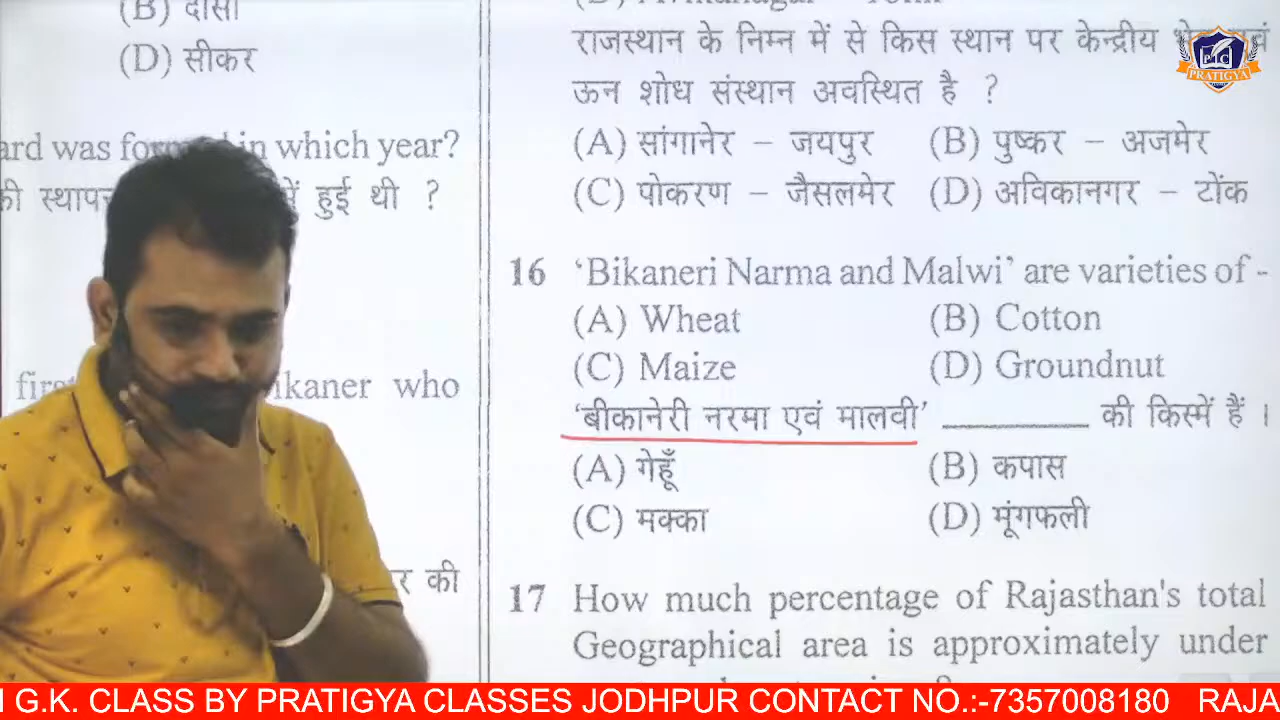 (B) दासी
(D) सीकर
ard was in which year?
की हुई थी ?
ikaner who
र की
राजस्थान के निम्न में से किस स्थान पर केन्द्रीय
ऊन शोध संस्थान अवस्थित है ?
(A) सांगानेर – जयपुर (B) पुष्कर – अजमेर
(C) पोकरण – जैसलमेर (D) अविकानगर – टोंक
16 ‘Bikaneri Narma and Malwi’ are varieties of -
(A) Wheat (B) Cotton
(C) Maize (D) Groundnut
‘बीकानेरी नरमा एवं मालवी’ ________ की किस्में हैं ।
(A) गेहूँ (B) कपास
(C) मक्का (D) मूंगफली
17 How much percentage of Rajasthan's total
Geographical area is approximately under
PTC
PRATIGYA
G.K. CLASS BY PRATIGYA CLASSES JODHPUR CONTACT NO.:-7357008180 RAJA